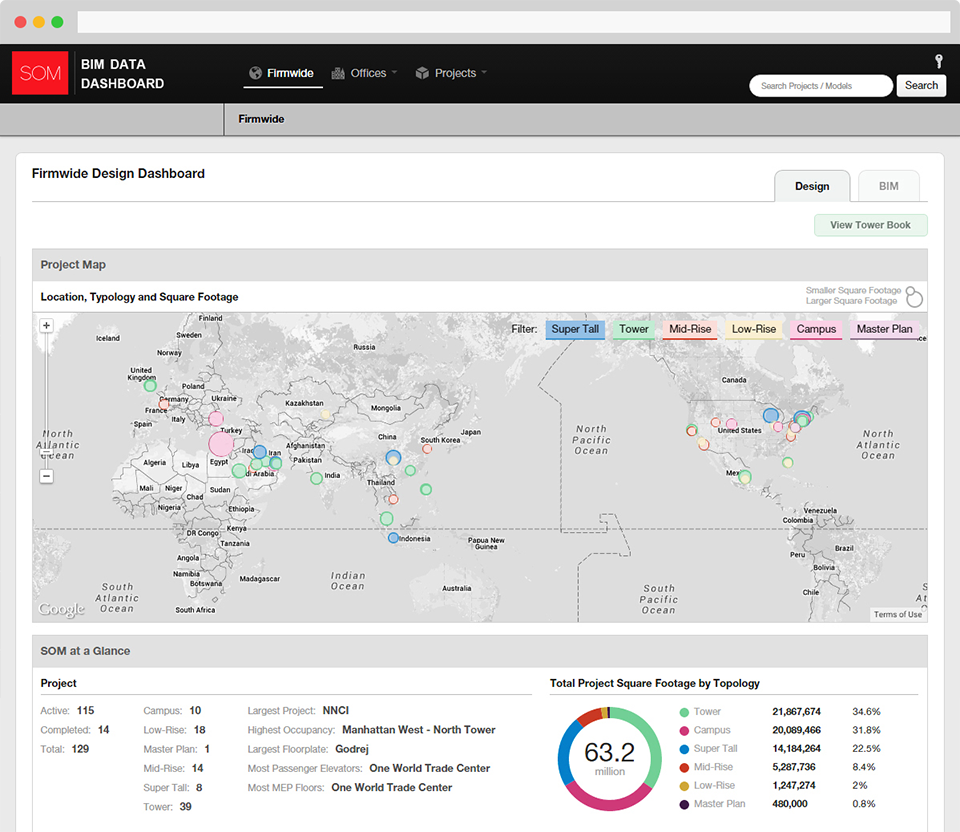 SOM
BIM DATA
DASHBOARD
Firmwide
Offices
Projects
Search Projects / Models
Search
Firmwide
Firmwide Design Dashboard
Design
BIM
View Tower Book
Project Map
Location, Typology and Square Footage
Smaller Square Footage
Larger Square Footage
Filter: Super Tall Tower Mid-Rise Low-Rise Campus Master Plan
Finland
Iceland
Sweden
Norway
Russia
United
Kingdom
Poland
Germany
Ukraine
France
Kazakhstan
Mongolia
Italy
Spain
Turkey
China
South Korea
Japan
Canada
United States
North
Atlantic
Ocean
North
Pacific
Ocean
North
Atlantic
Ocean
Iran
Afghanistan
Pakistan
Algeria
Libya
Egypt
India
Mali
Niger
Sudan
Chad
Thailand
Nigeria
Ethiopia
Venezuela
Colombia
DR Congo
Kenya
Tanzania
Indonesia
Papua New
Guinea
Brazil
Peru
Angola
Bolivia
Namibia
Botswana
Madagascar
Indian
Ocean
Australia
Chile
South
Atlantic
Ocean
South
Pacific
Ocean
South Africa
Google
Terms of Use
SOM at a Glance
Project
Active: 115
Completed: 14
Total: 129
Campus: 10
Low-Rise: 18
Master Plan: 1
Mid-Rise: 14
Super Tall: 8
Tower: 39
Largest Project: NNCI
Highest Occupancy: Manhattan West - North Tower
Largest Floorplate: Godrej
Most Passenger Elevators: One World Trade Center
Most MEP Floors: One World Trade Center
Total Project Square Footage by Topology
63.2
million
Tower 21,867,674 34.6%
Campus 20,089,466 31.8%
Super Tall 14,184,264 22.5%
Mid-Rise 5,287,736 8.4%
Low-Rise 1,247,274 2%
Master Plan 480,000 0.8%